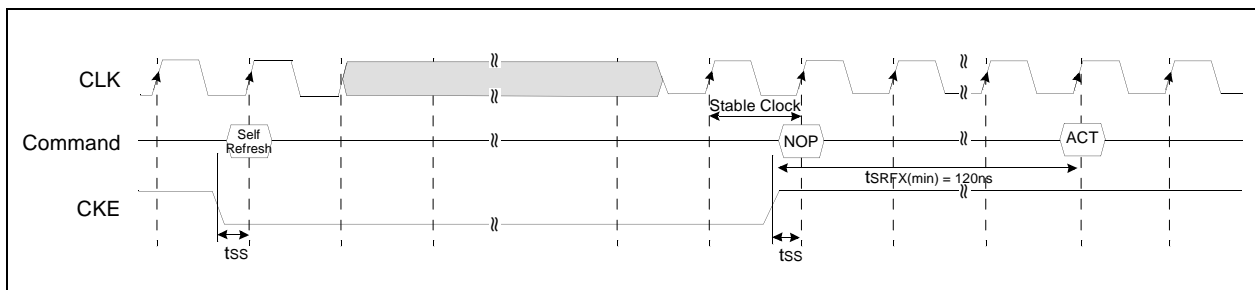 CLK
Stable Clock
Command
Self
Refresh
NOP
ACT
tSRFX(min) = 120ns
CKE
tSS
tSS